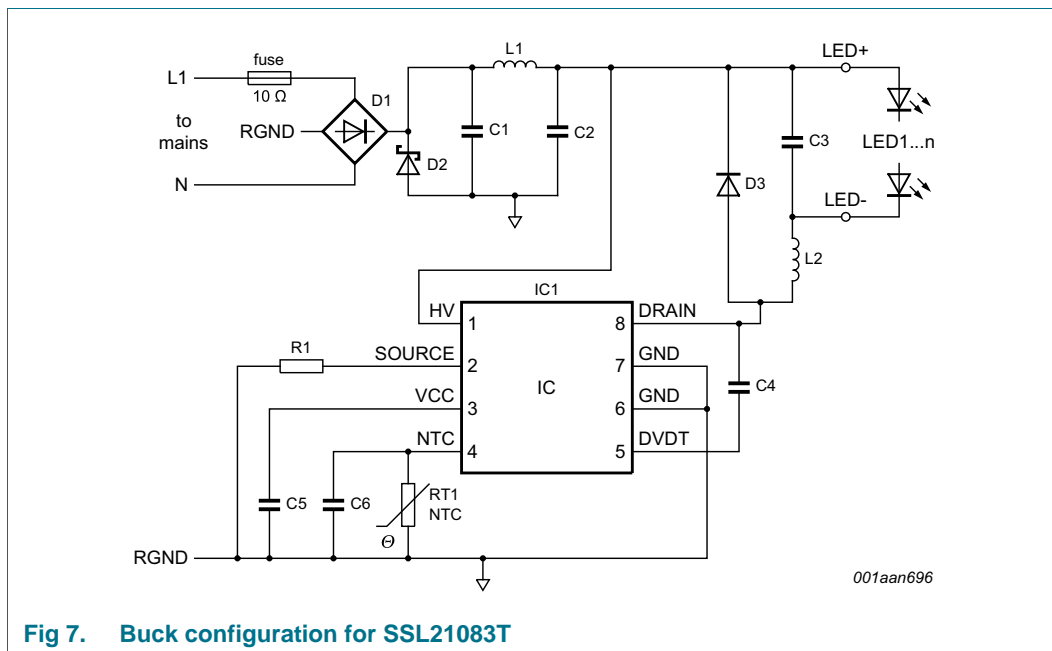 L1
LED+
fuse
L1
10 Ω
D1
to
mains
RGND
C1
C2
C3
LED1...n
D2
D3
N
LED-
L2
IC1
HV
DRAIN
1
8
R1
SOURCE
GND
2
7
C4
VCC
IC
GND
3
6
NTC
DVDT
4
5
C5
C6
RT1
NTC
Θ
RGND
001aan696
Fig 7. Buck configuration for SSL21083T